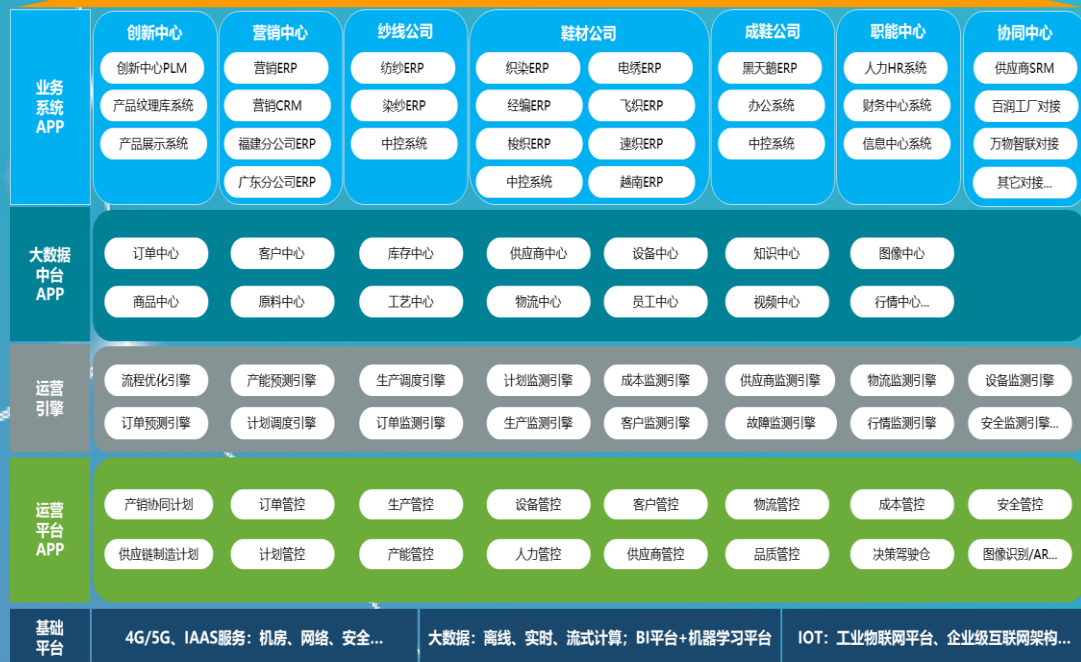 业务
系统
APP
创新中心
创新中心PLM
产品纹理库系统
产品展示系统
营销中心
营销ERP
营销CRM
福建分公司ERP
广东分公司ERP
纱线公司
纺纱ERP
染纱ERP
中控系统
鞋材公司
织染ERP
电绣ERP
经编ERP
飞织ERP
梭织ERP
速织ERP
中控系统
越南ERP
成鞋公司
黑天鹅ERP
办公系统
中控系统
职能中心
人力HR系统
财务中心系统
信息中心系统
协同中心
供应商SRM
百润工厂对接
万物智联对接
其它对接...
大数据
中台
APP
订单中心
客户中心
库存中心
供应商中心
设备中心
知识中心
图像中心
商品中心
原料中心
工艺中心
物流中心
员工中心
视频中心
行情中心...
运营
引擎
流程优化引擎
产能预测引擎
生产调度引擎
计划监测引擎
成本监测引擎
供应商监测引擎
物流监测引擎
设备监测引擎
订单预测引擎
计划调度引擎
订单监测引擎
生产监测引擎
客户监测引擎
故障监测引擎
行情监测引擎
安全监测引擎...
运营
平台
APP
产销协同计划
订单管控
生产管控
设备管控
客户管控
物流管控
成本管控
安全管控
供应链制造计划
计划管控
产能管控
人力管控
供应商管控
品质管控
决策驾驶仓
图像识别/AR...
基础
平台
4G/5G、IAAS服务：机房、网络、安全...
大数据：离线、实时、流式计算；BI平台+机器学习平台
IOT：工业物联网平台、企业级互联网架构...